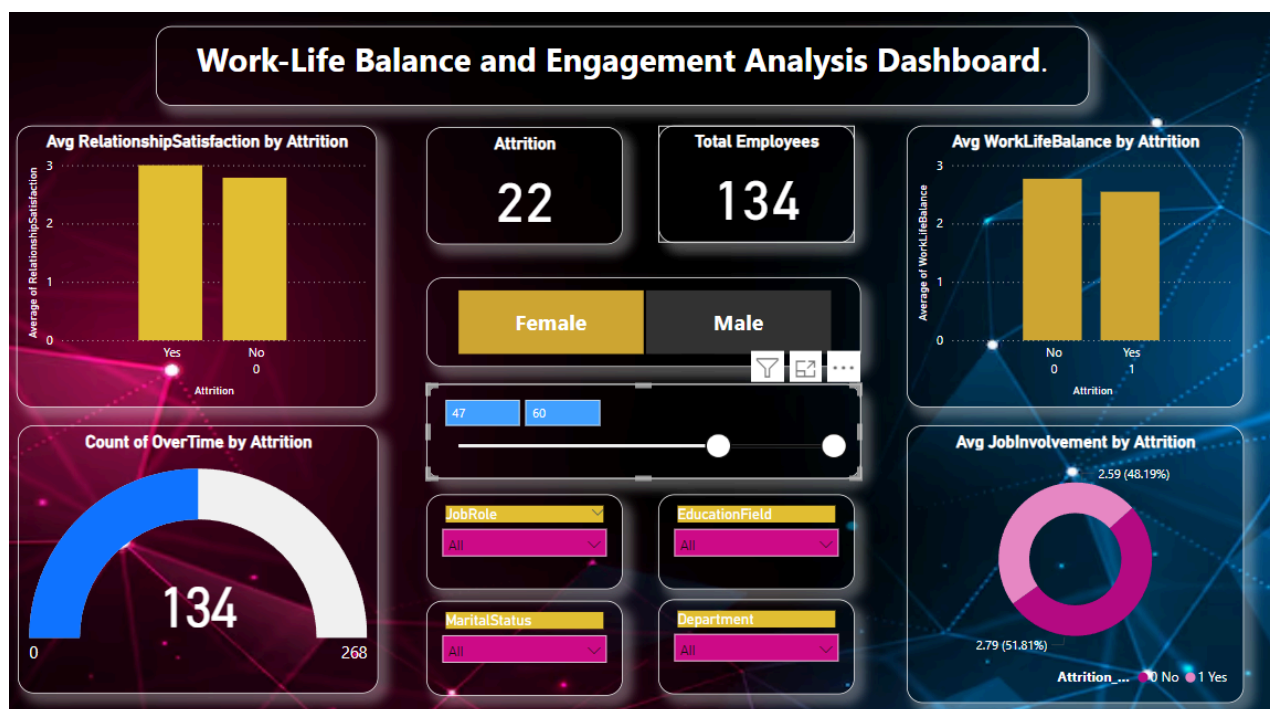 Work-Life Balance and Engagement Analysis Dashboard.
Avg RelationshipSatisfaction by Attrition
Average of RelationshipSatisfaction
3
2
1
0
Yes
No
0
Attrition
Attrition
22
Total Employees
134
Avg WorkLifeBalance by Attrition
Average of WorkLifeBalance
3
2
1
0
No
Yes
0
1
Attrition
Female
Male
47
60
Count of OverTime by Attrition
134
0
268
JobRole
All
EducationField
All
MaritalStatus
All
Department
All
Avg JobInvolvement by Attrition
2.59 (48.19%)
2.79 (51.81%)
Attrition_... 0 No 1 Yes